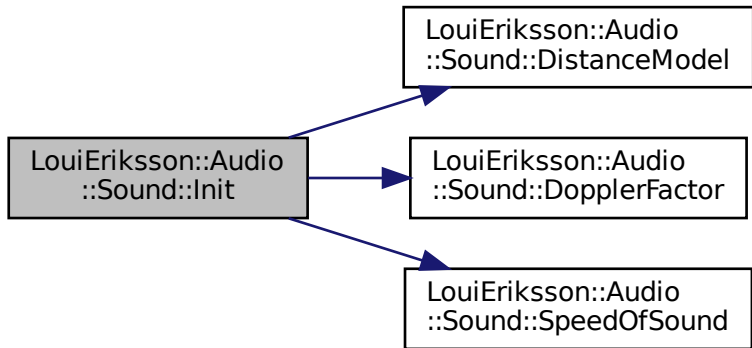 LouiEriksson::Audio
::Sound::Init
LouiEriksson::Audio
::Sound::DistanceModel
LouiEriksson::Audio
::Sound::DopplerFactor
LouiEriksson::Audio
::Sound::SpeedOfSound